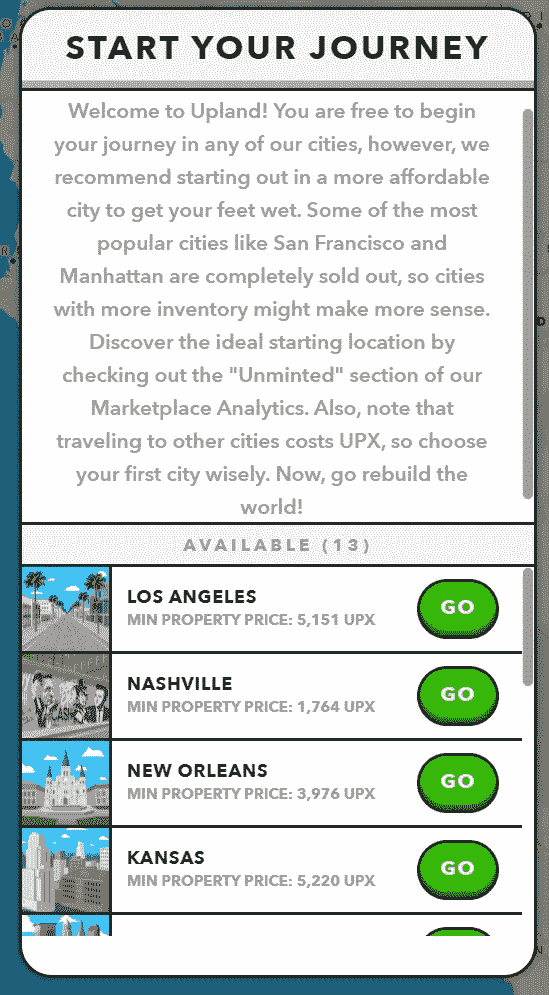 START YOUR JOURNEY
Welcome to Upland! You are free to begin
your journey in any of our cities, however, we
recommend starting out in a more affordable
city to get your feet wet. Some of the most
popular cities like San Francisco and
Manhattan are completely sold out, so cities
with more inventory might make more sense.
Discover the ideal starting location by
checking out the "Unminted" section of our
Marketplace Analytics. Also, note that
traveling to other cities costs UPX, so choose
your first city wisely. Now, go rebuild the
world!
AVAILABLE (13)
LOS ANGELES
MIN PROPERTY PRICE: 5,151 UPX
GO
NASHVILLE
MIN PROPERTY PRICE: 1,764 UPX
GO
NEW ORLEANS
MIN PROPERTY PRICE: 3,976 UPX
GO
KANSAS
MIN PROPERTY PRICE: 5,220 UPX
GO